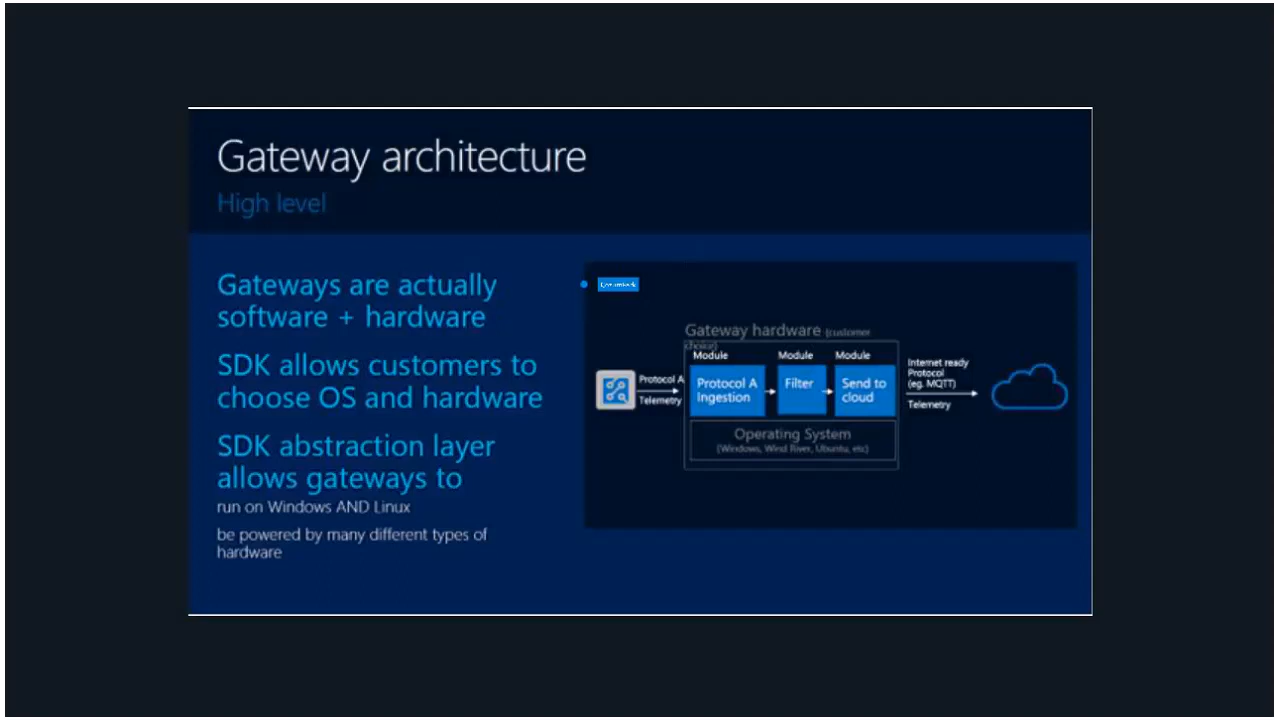 Gateway architecture
High level
Gateways are actually
software + hardware
SDK allows customers to
choose OS and hardware
SDK abstraction layer
allows gateways to
run on Windows AND Linux
be powered by many different types of
hardware
Gateway hardware (customer
choice)
Module
Module
Module
Protocol A
Telemetry
Protocol A
Ingestion
Filter
Send to
cloud
Internet ready
Protocol
(eg. MQTT)
Telemetry
Operating System
(Windows, Wind River, Ubuntu, etc)